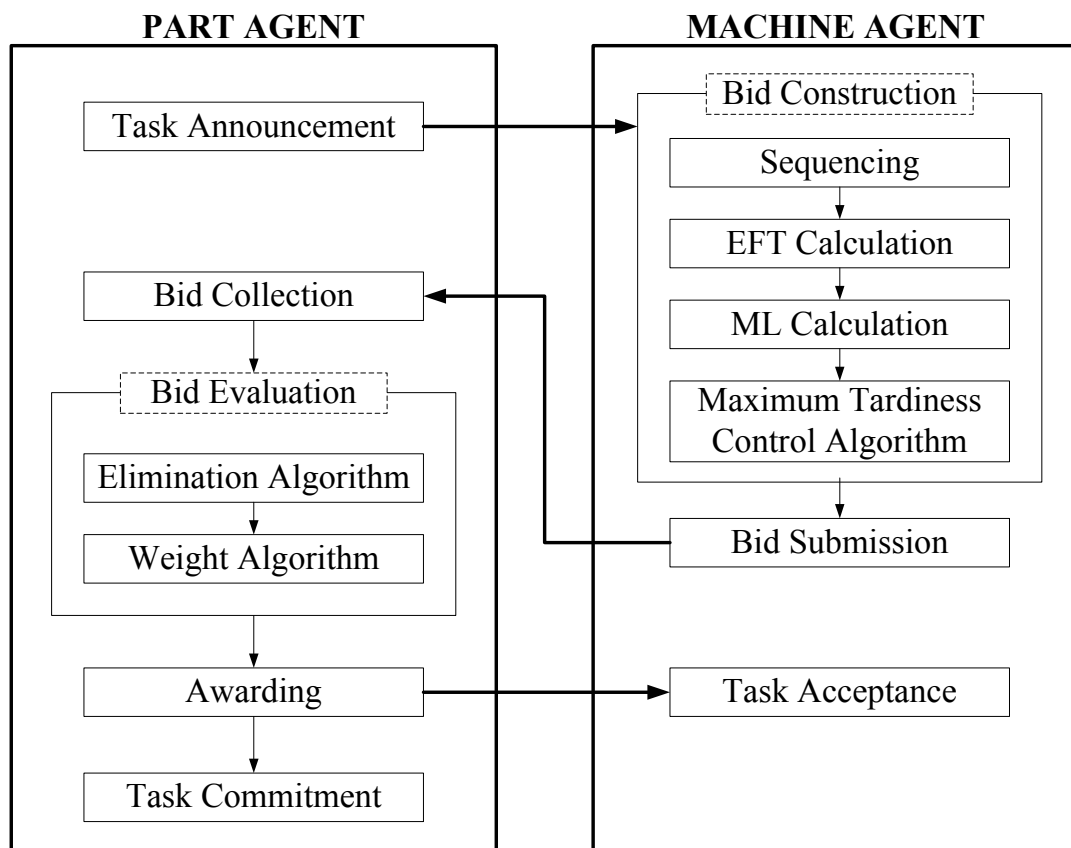 PART AGENT
Task Announcement
Bid Collection
Bid Evaluation
Elimination Algorithm
Weight Algorithm
Awarding
Task Commitment
MACHINE AGENT
Bid Construction
Sequencing
EFT Calculation
ML Calculation
Maximum Tardiness
Control Algorithm
Bid Submission
Task Acceptance